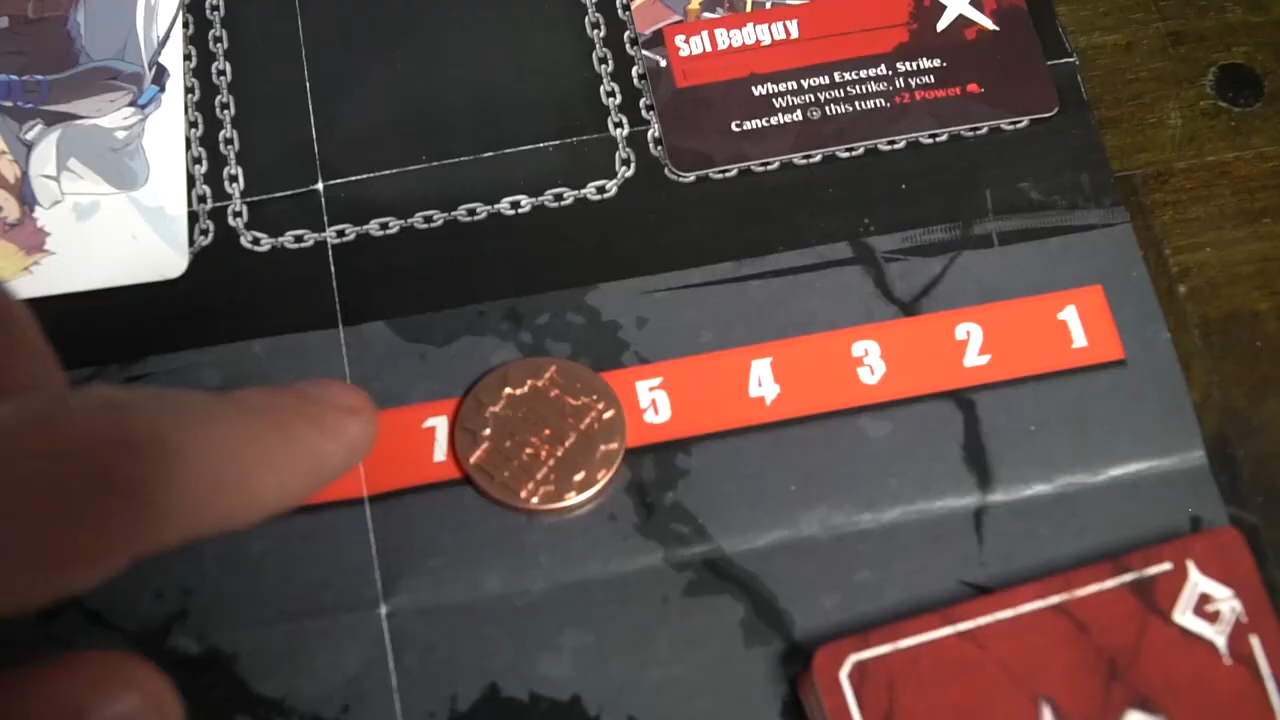 Sol Badguy
When you Exceed, Strike.
When you Strike, if you
Canceled this turn, +2 Power .
7 5 4 3 2 1